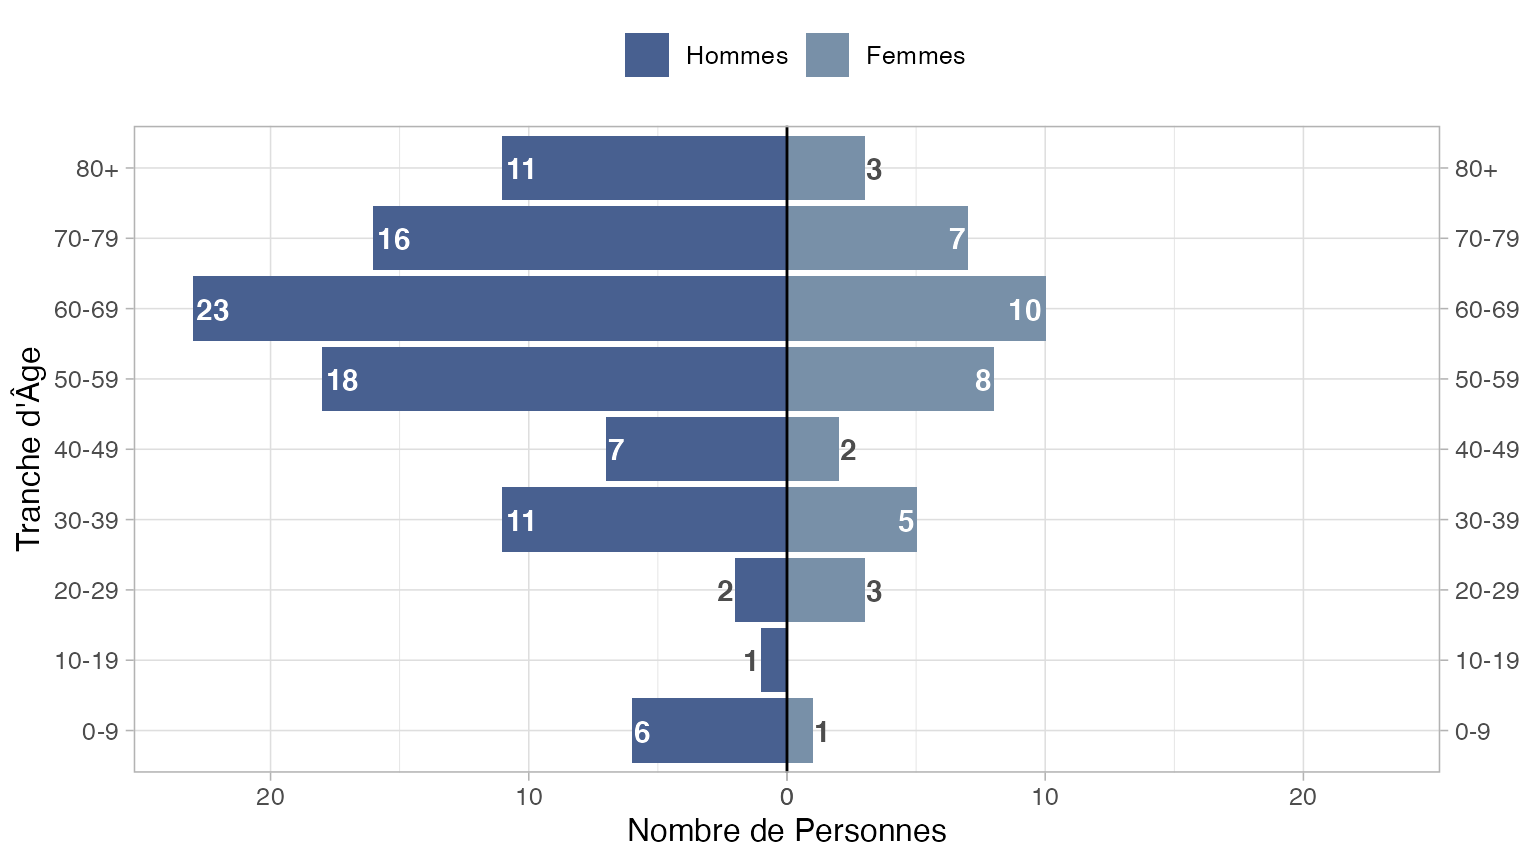 Hommes Femmes
80+ 11 3 80+
70-79 16 7 70-79
60-69 23 10 60-69
50-59 18 8 50-59
40-49 7 2 40-49
30-39 11 5 30-39
20-29 2 3 20-29
10-19 1 10-19
0-9 6 1 0-9
20 10 0 10 20
Nombre de Personnes
Tranche d'Âge